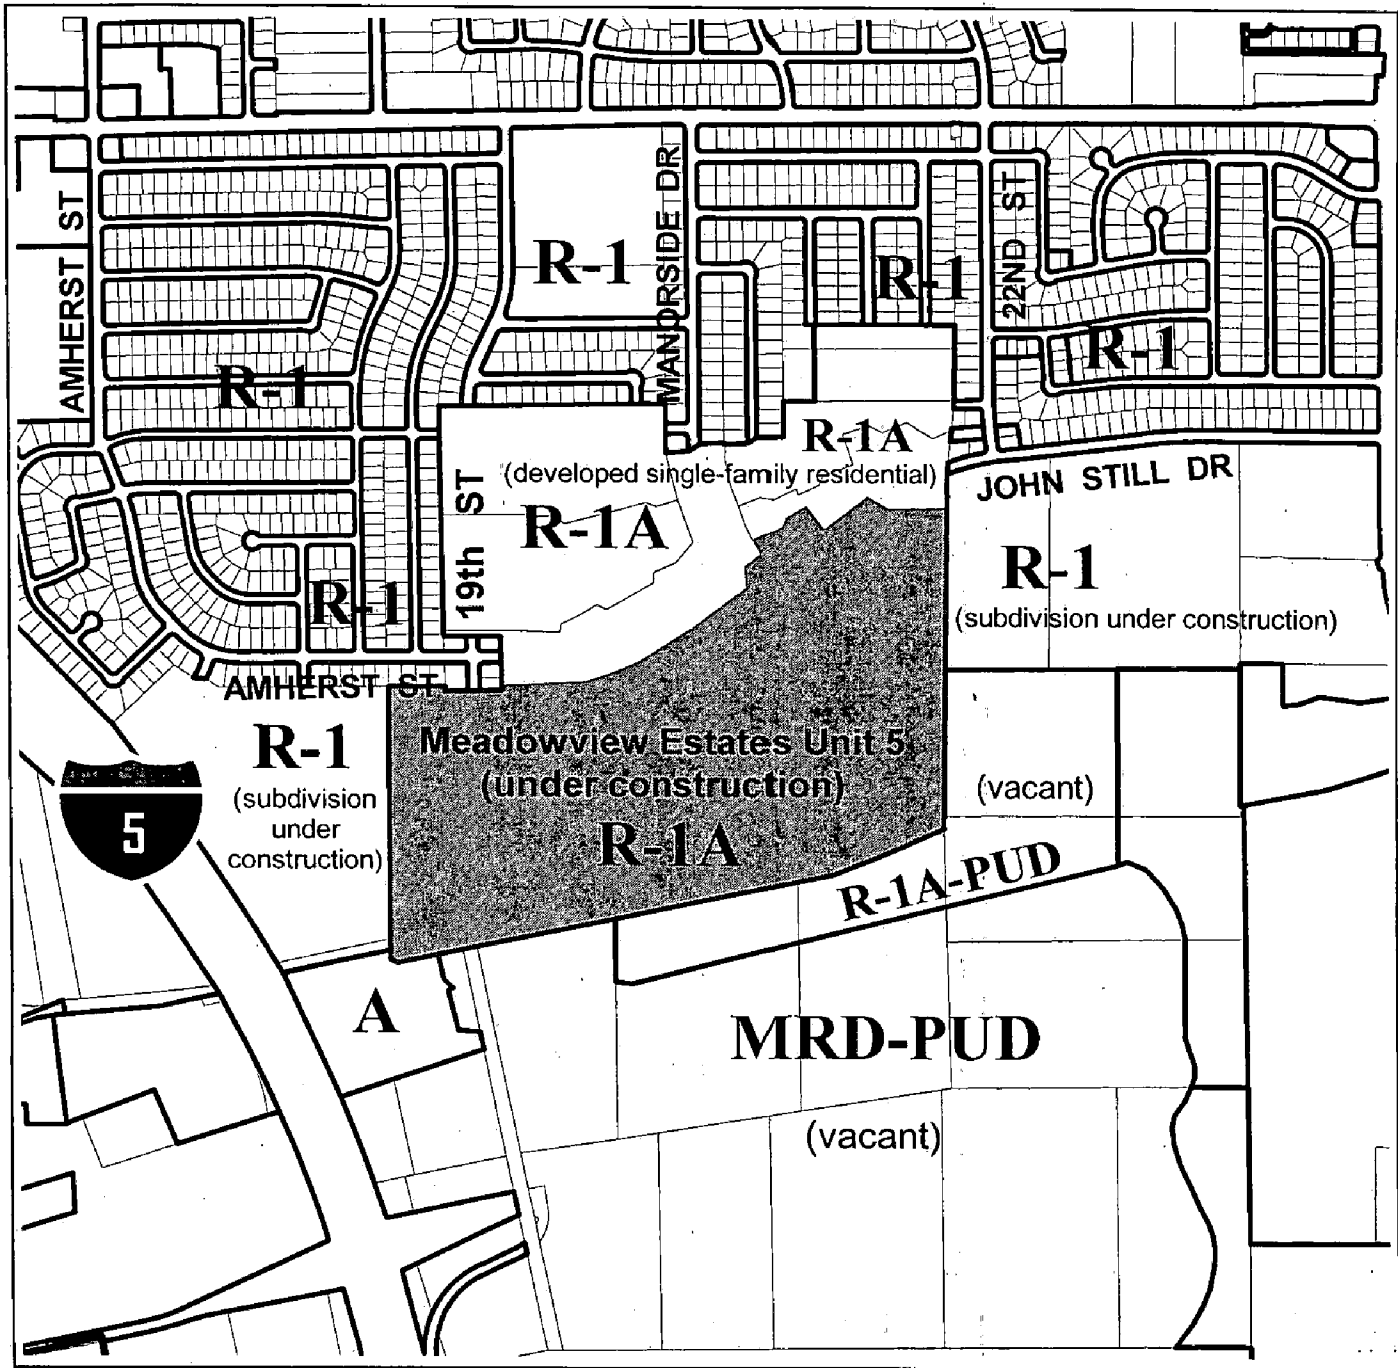 AMHERST ST
MANORSIDE DR
22ND ST
R-1
R-1
R-1
R-1
R-1A
(developed single-family residential)
JOHN STILL DR
19th ST
R-1A
R-1
(subdivision under construction)
R-1
AMHERST ST
R-1
(subdivision
under
construction)
Meadowview Estates Unit 5
(under construction)
R-1A
(vacant)
5
R-1A-PUD
A
MRD-PUD
(vacant)